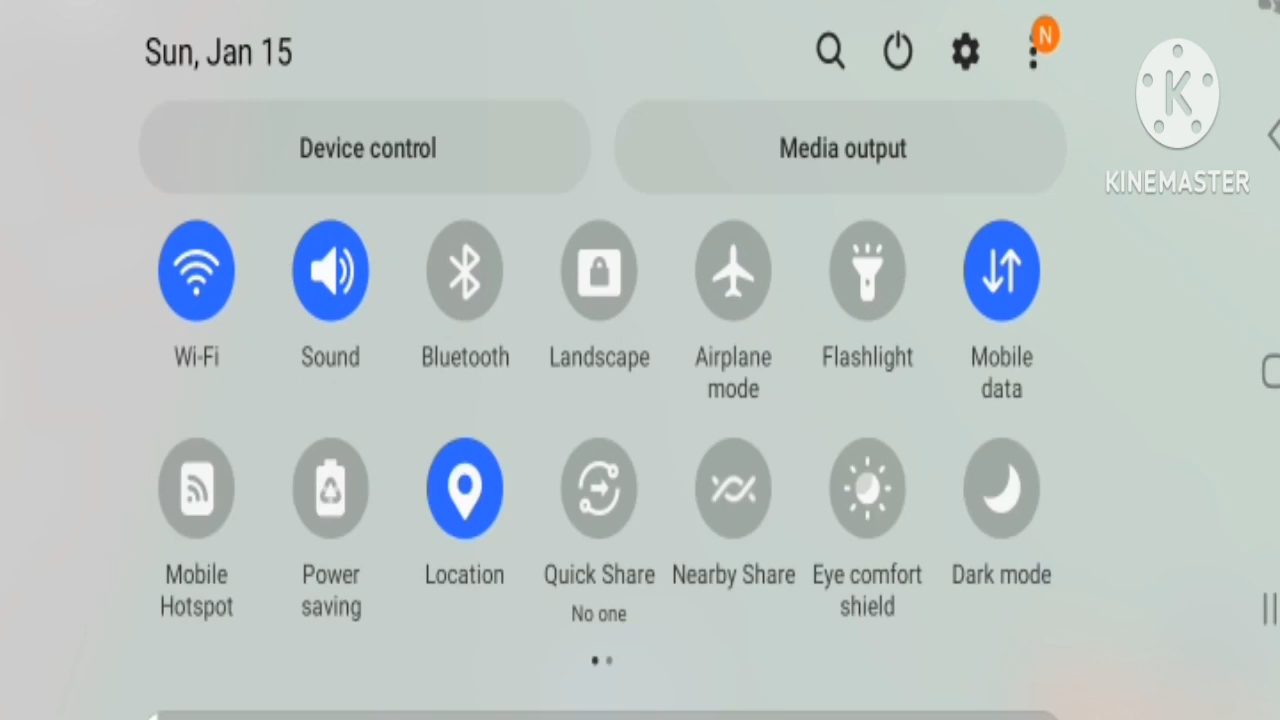 Sun, Jan 15
N
K
KINEMASTER
Device control
Media output
Wi-Fi
Sound
Bluetooth
Landscape
Airplane
mode
Flashlight
Mobile
data
Mobile
Hotspot
Power
saving
Location
Quick Share
No one
Nearby Share
Eye comfort
shield
Dark mode